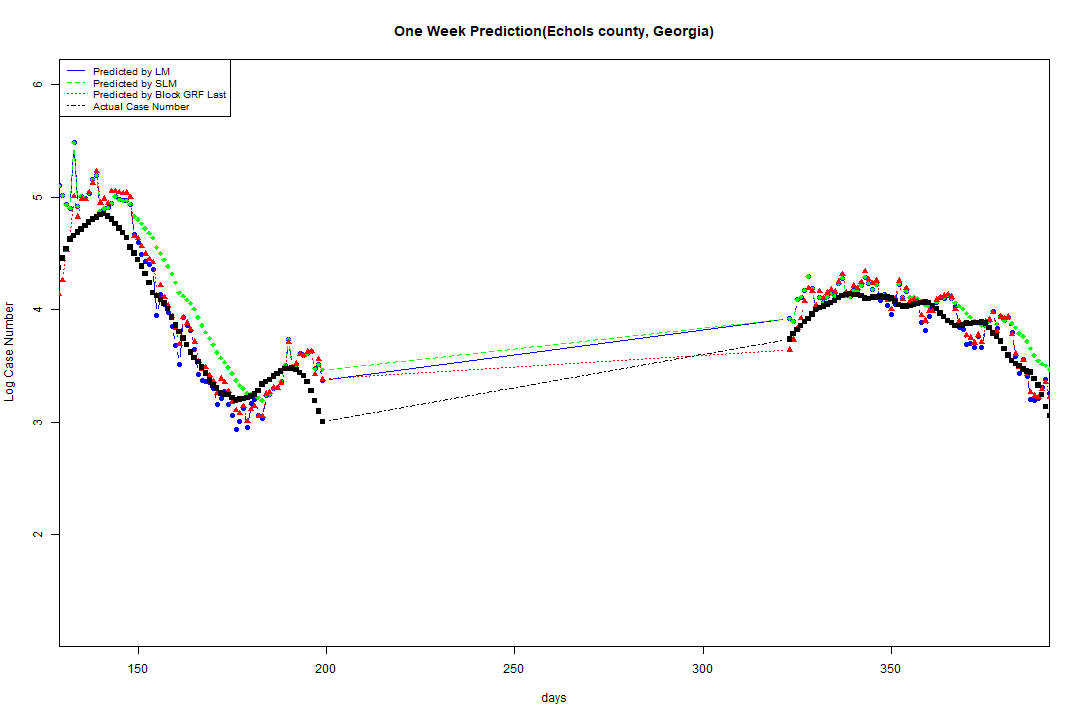 One Week Prediction(Echols county, Georgia)
Predicted by LM
Predicted by SLM
Predicted by Block GRF Last
Actual Case Number
6
5
4
3
2
Log Case Number
150 200 250 300 350
days